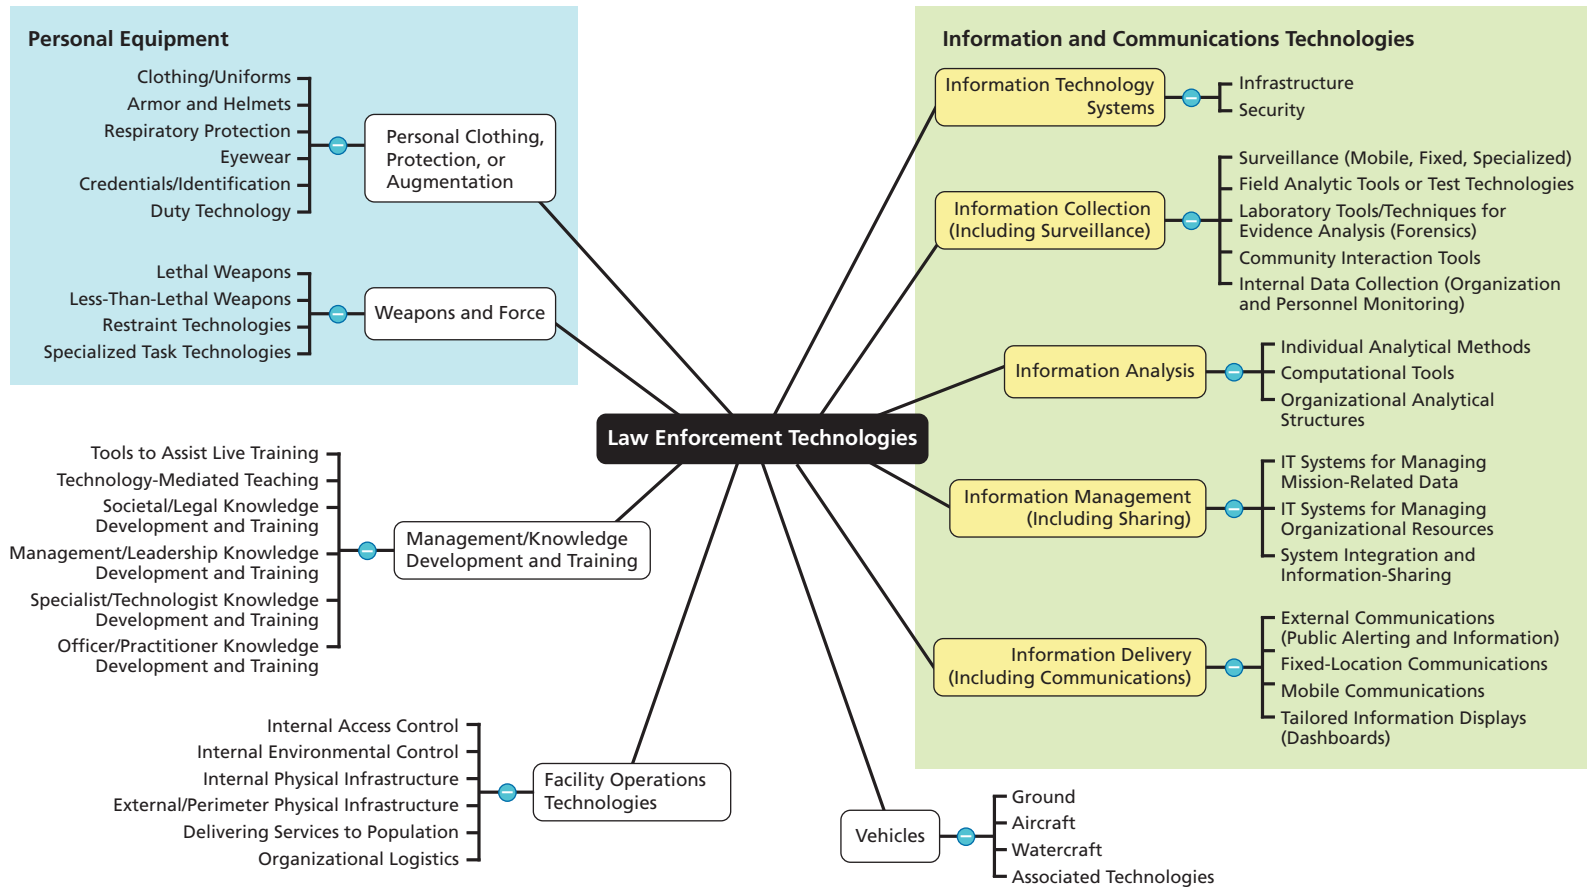 Personal Equipment
Clothing/Uniforms
Armor and Helmets
Respiratory Protection
Eyewear
Credentials/Identification
Duty Technology
Personal Clothing,
Protection, or
Augmentation
Lethal Weapons
Less-Than-Lethal Weapons
Restraint Technologies
Specialized Task Technologies
Weapons and Force
Information and Communications Technologies
Information Technology
Systems
Infrastructure
Security
Information Collection
(Including Surveillance)
Surveillance (Mobile, Fixed, Specialized)
Field Analytic Tools or Test Technologies
Laboratory Tools/Techniques for
Evidence Analysis (Forensics)
Community Interaction Tools
Internal Data Collection (Organization
and Personnel Monitoring)
Information Analysis
Individual Analytical Methods
Computational Tools
Organizational Analytical
Structures
Law Enforcement Technologies
Information Management
(Including Sharing)
IT Systems for Managing
Mission-Related Data
IT Systems for Managing
Organizational Resources
System Integration and
Information-Sharing
Information Delivery
(Including Communications)
External Communications
(Public Alerting and Information)
Fixed-Location Communications
Mobile Communications
Tailored Information Displays
(Dashboards)
Tools to Assist Live Training
Technology-Mediated Teaching
Societal/Legal Knowledge
Development and Training
Management/Leadership Knowledge
Development and Training
Specialist/Technologist Knowledge
Development and Training
Officer/Practitioner Knowledge
Development and Training
Management/Knowledge
Development and Training
Internal Access Control
Internal Environmental Control
Internal Physical Infrastructure
External/Perimeter Physical Infrastructure
Delivering Services to Population
Organizational Logistics
Facility Operations
Technologies
Vehicles
Ground
Aircraft
Watercraft
Associated Technologies